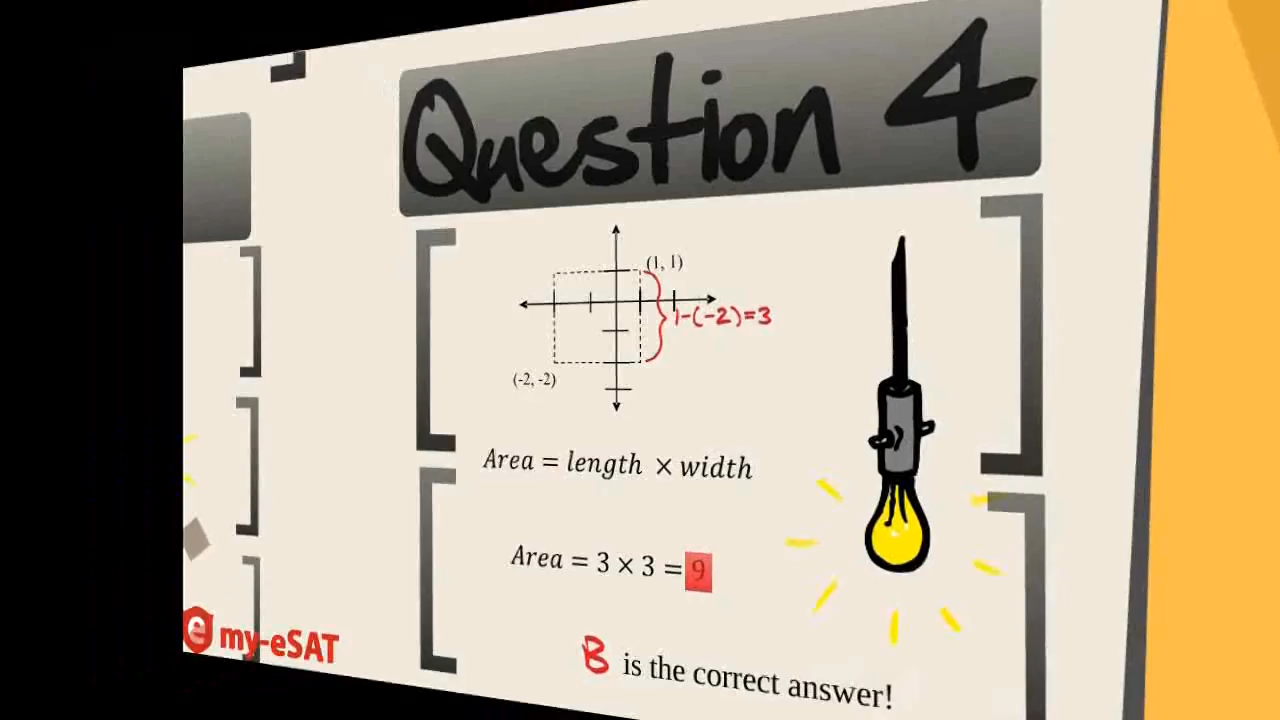 Question 4
(1, 1)
1-(-2)=3
(-2, -2)
Area = length × width
Area = 3 × 3 = 9
B is the correct answer!
my-eSAT